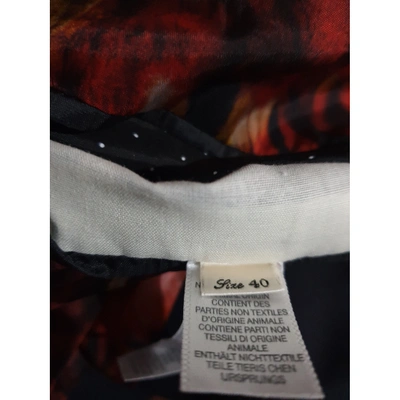 Size 40
ORIGIN
CONTIENT DES
PARTIES NON TEXTILES
D'ORIGINE ANIMALE
CONTIENE PARTI NON
TESSILI DI ORIGINE
ANIMALE
ENTHÄLT NICHTTEXTILE
TEILE TIERISCHEN
URSPRUNGS